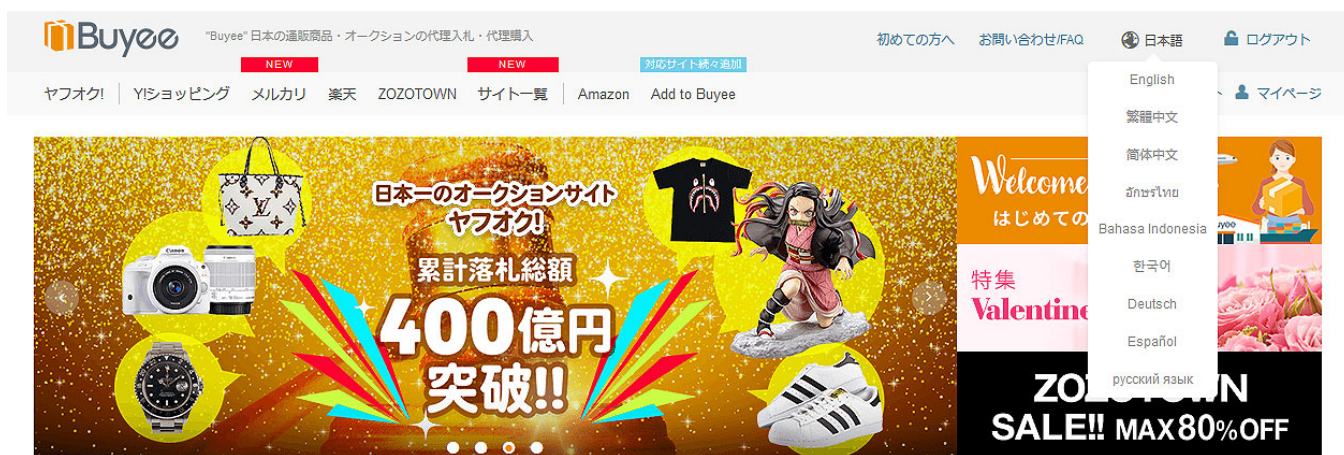 Buyee
"Buyee" 日本の通販商品・オークションの代理入札・代理購入
初めての方へ
お問い合わせ/FAQ
日本語
ログアウト
NEW
NEW
対応サイト続々追加
ヤフオク!
Y!ショッピング
メルカリ
楽天
ZOZOTOWN
サイト一覧
Amazon
Add to Buyee
マイページ
English
繁體中文
简体中文
อักษรไทย
Bahasa Indonesia
한국어
Deutsch
Español
русский язык
日本一のオークションサイト
ヤフオク!
累計落札総額
400億円
突破!!
Canon
Welcome
はじめての
特集
Valentine
ZOZOTOWN
SALE!! MAX80%OFF